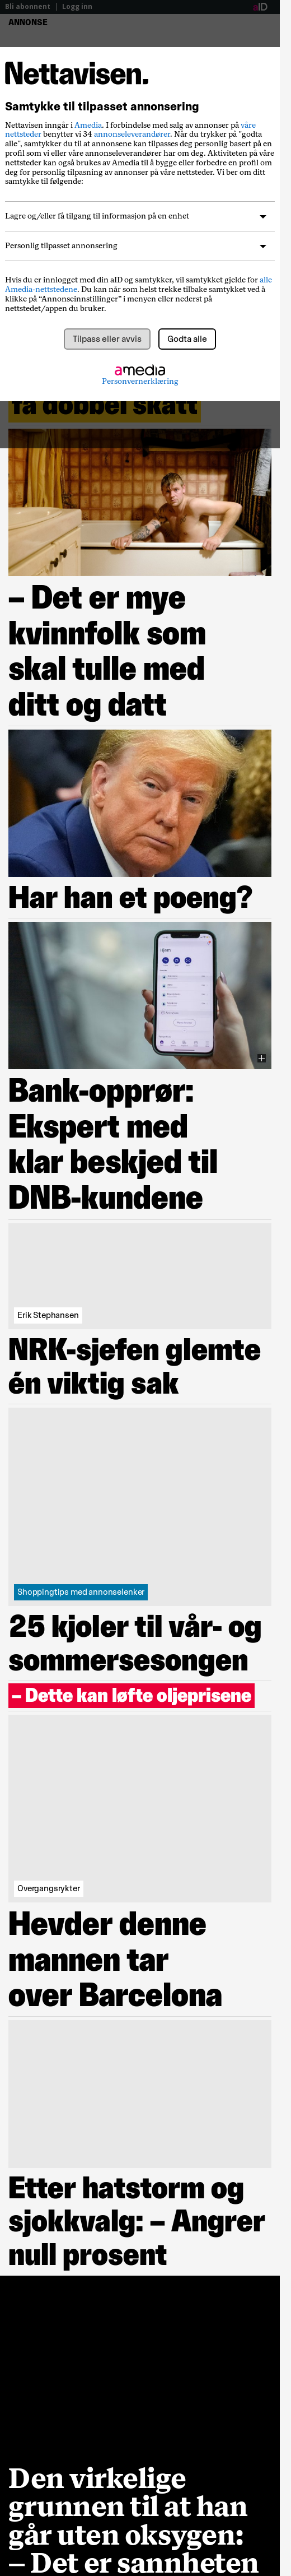 Bli abonnent | Logg inn
aID
ANNONSE
Nettavisen.
Samtykke til tilpasset annonsering
Nettavisen inngår i Amedia. I forbindelse med salg av annonser på våre
nettsteder benytter vi 34 annonseleverandører. Når du trykker på "godta
alle", samtykker du til at annonsene kan tilpasses deg personlig basert på en
profil som vi eller våre annonseleverandører har om deg. Aktiviteten på våre
nettsteder kan også brukes av Amedia til å bygge eller forbedre en profil om
deg for personlig tilpasning av annonser på våre nettsteder. Vi ber om ditt
samtykke til følgende:
Lagre og/eller få tilgang til informasjon på en enhet
Personlig tilpasset annonsering
Hvis du er innlogget med din aID og samtykker, vil samtykket gjelde for alle
Amedia-nettstedene. Du kan når som helst trekke tilbake samtykket ved å
klikke på “Annonseinnstillinger” i menyen eller nederst på
nettstedet/appen du bruker.
Tilpass eller avvis
Godta alle
amedia
Personvernerklæring
få dobbel skatt
– Det er mye
kvinnfolk som
skal tulle med
ditt og datt
Har han et poeng?
Bank-opprør:
Ekspert med
klar beskjed til
DNB-kundene
Erik Stephansen
NRK-sjefen glemte
én viktig sak
Shoppingtips med annonselenker
25 kjoler til vår- og
sommersesongen
– Dette kan løfte oljeprisene
Overgangsrykter
Hevder denne
mannen tar
over Barcelona
Etter hatstorm og
sjokkvalg: – Angrer
null prosent
Den virkelige
grunnen til at han
går uten oksygen:
– Det er sannheten